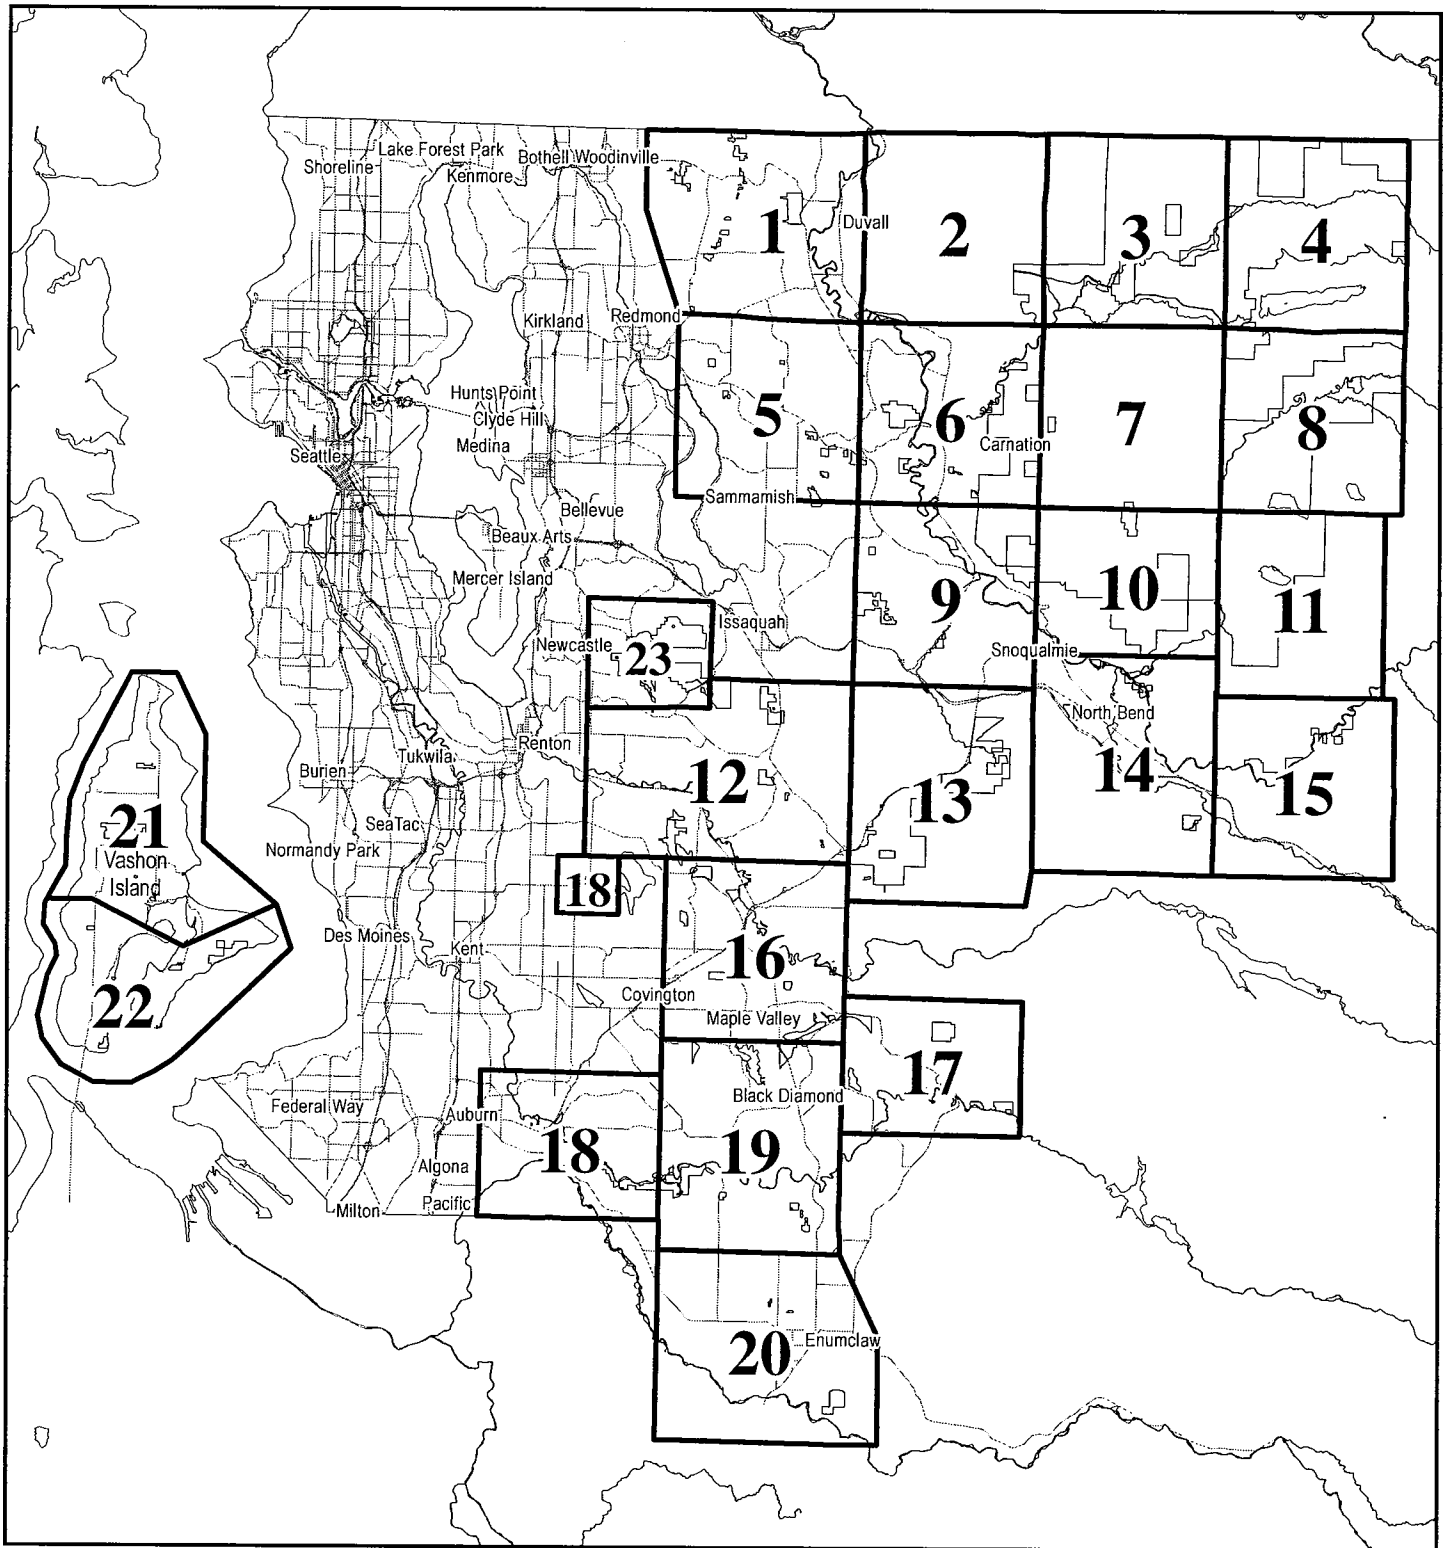 Lake Forest Park
Shoreline
Kenmore
Bothell Woodinville
1
Duvall
2
3
4
Kirkland
Redmond
Hunts Point
Clyde Hill
Medina
Seattle
5
6
Carnation
7
8
Sammamish
Bellevue
Beaux Arts
Mercer Island
9
10
11
Issaquah
Newcastle
23
Snoqualmie
North Bend
Renton
Tukwila
Burien
12
13
14
15
SeaTac
Normandy Park
21
Vashon
Island
18
Des Moines
Kent
16
Covington
Maple Valley
22
17
Black Diamond
Federal Way
Auburn
18
19
Algona
Pacific
Milton
20
Enumclaw